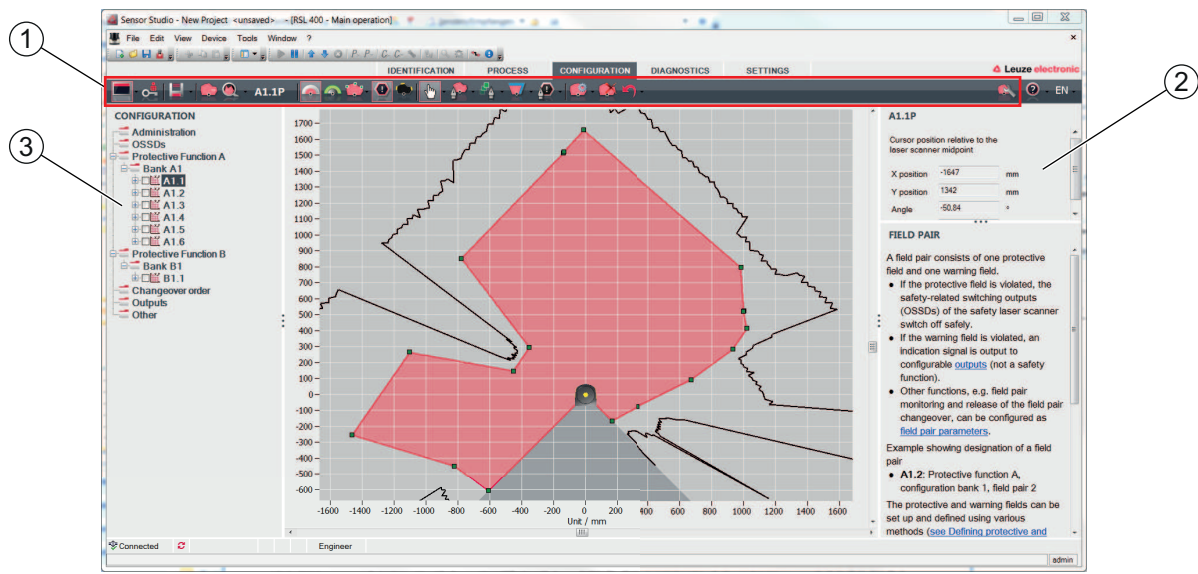 Sensor Studio - New Project <unsaved> - [RSL 400 - Main operation]
File Edit View Device Tools Window ?
IDENTIFICATION PROCESS CONFIGURATION DIAGNOSTICS SETTINGS
Leuze electronic
A1.1P
EN
1
2
3
CONFIGURATION
Administration
OSSDs
Protective Function A
Bank A1
A1.1
A1.2
A1.3
A1.4
A1.5
A1.6
Protective Function B
Bank B1
B1.1
Changeover order
Outputs
Other
1700
1600
1500
1400
1300
1200
1100
1000
900
800
700
600
500
400
300
200
100
0
-100
-200
-300
-400
-500
-600
-1600 -1400 -1200 -1000 -800 -600 -400 -200 0 200 400 600 800 1000 1200 1400 1600
Unit / mm
A1.1P
Cursor position relative to the
laser scanner midpoint
X position -1647 mm
Y position 1342 mm
Angle -50.84 °
FIELD PAIR
A field pair consists of one protective
field and one warning field.
• If the protective field is violated, the
safety-related switching outputs
(OSSDs) of the safety laser scanner
switch off safely.
• If the warning field is violated, an
indication signal is output to
configurable outputs (not a safety
function).
• Other functions, e.g. field pair
monitoring and release of the field pair
changeover, can be configured as
field pair parameters.
Example showing designation of a field
pair
• A1.2: Protective function A,
configuration bank 1, field pair 2
The protective and warning fields can be
set up and defined using various
methods (see Defining protective and
Connected
Engineer
admin